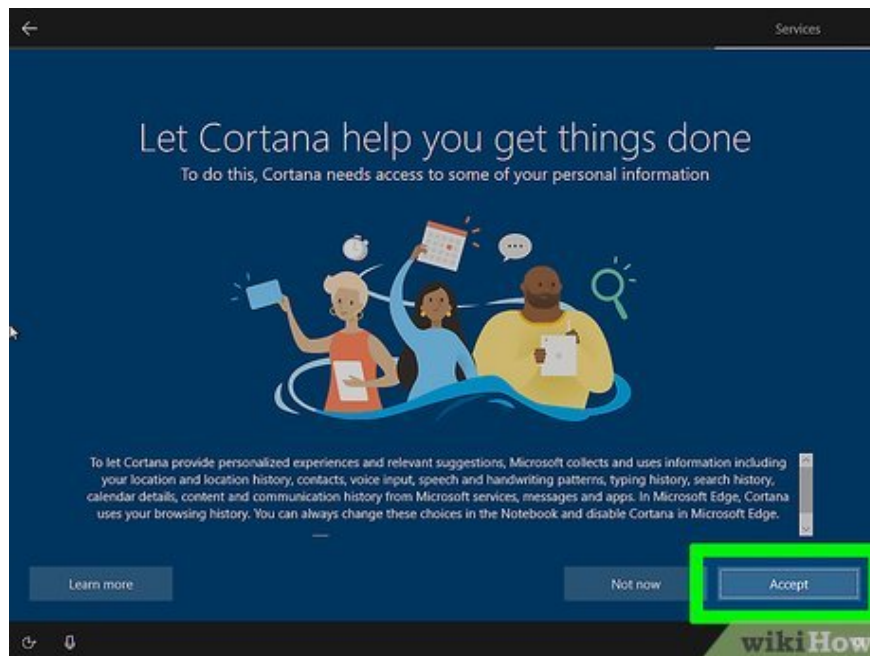 Services
Let Cortana help you get things done
To do this, Cortana needs access to some of your personal information
To let Cortana provide personalized experiences and relevant suggestions, Microsoft collects and uses information including
your location and location history, contacts, voice input, speech and handwriting patterns, typing history, search history,
calendar details, content and communication history from Microsoft services, messages and apps. In Microsoft Edge, Cortana
uses your browsing history. You can always change these choices in the Notebook and disable Cortana in Microsoft Edge.
Learn more
Not now
Accept
wikiHow